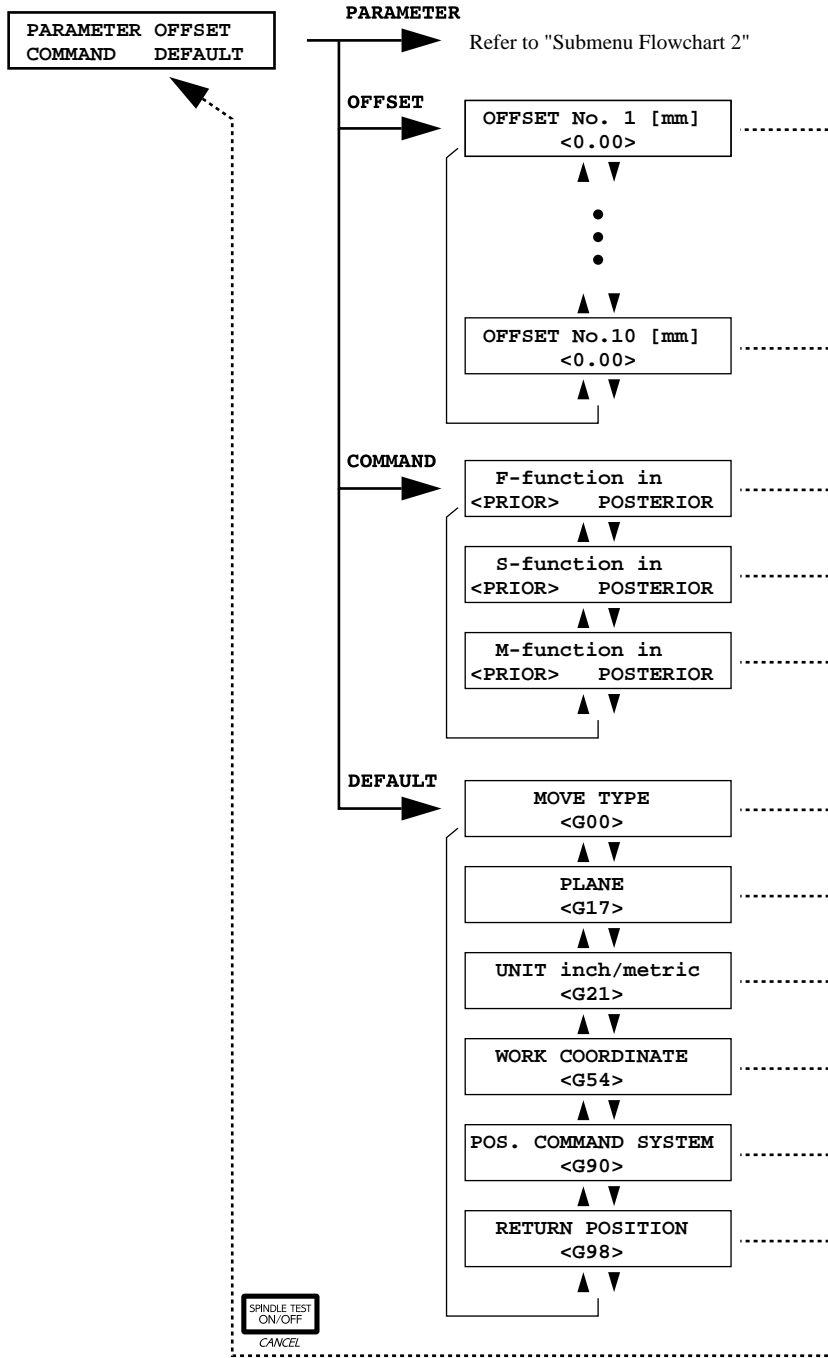 PARAMETER OFFSET
COMMAND DEFAULT
PARAMETER
Refer to "Submenu Flowchart 2"
OFFSET
OFFSET No. 1 [mm]
<0.00>
OFFSET No.10 [mm]
<0.00>
COMMAND
F-function in
<PRIOR> POSTERIOR
S-function in
<PRIOR> POSTERIOR
M-function in
<PRIOR> POSTERIOR
DEFAULT
MOVE TYPE
<G00>
PLANE
<G17>
UNIT inch/metric
<G21>
WORK COORDINATE
<G54>
POS. COMMAND SYSTEM
<G90>
RETURN POSITION
<G98>
SPINDLE TEST
ON/OFF
CANCEL